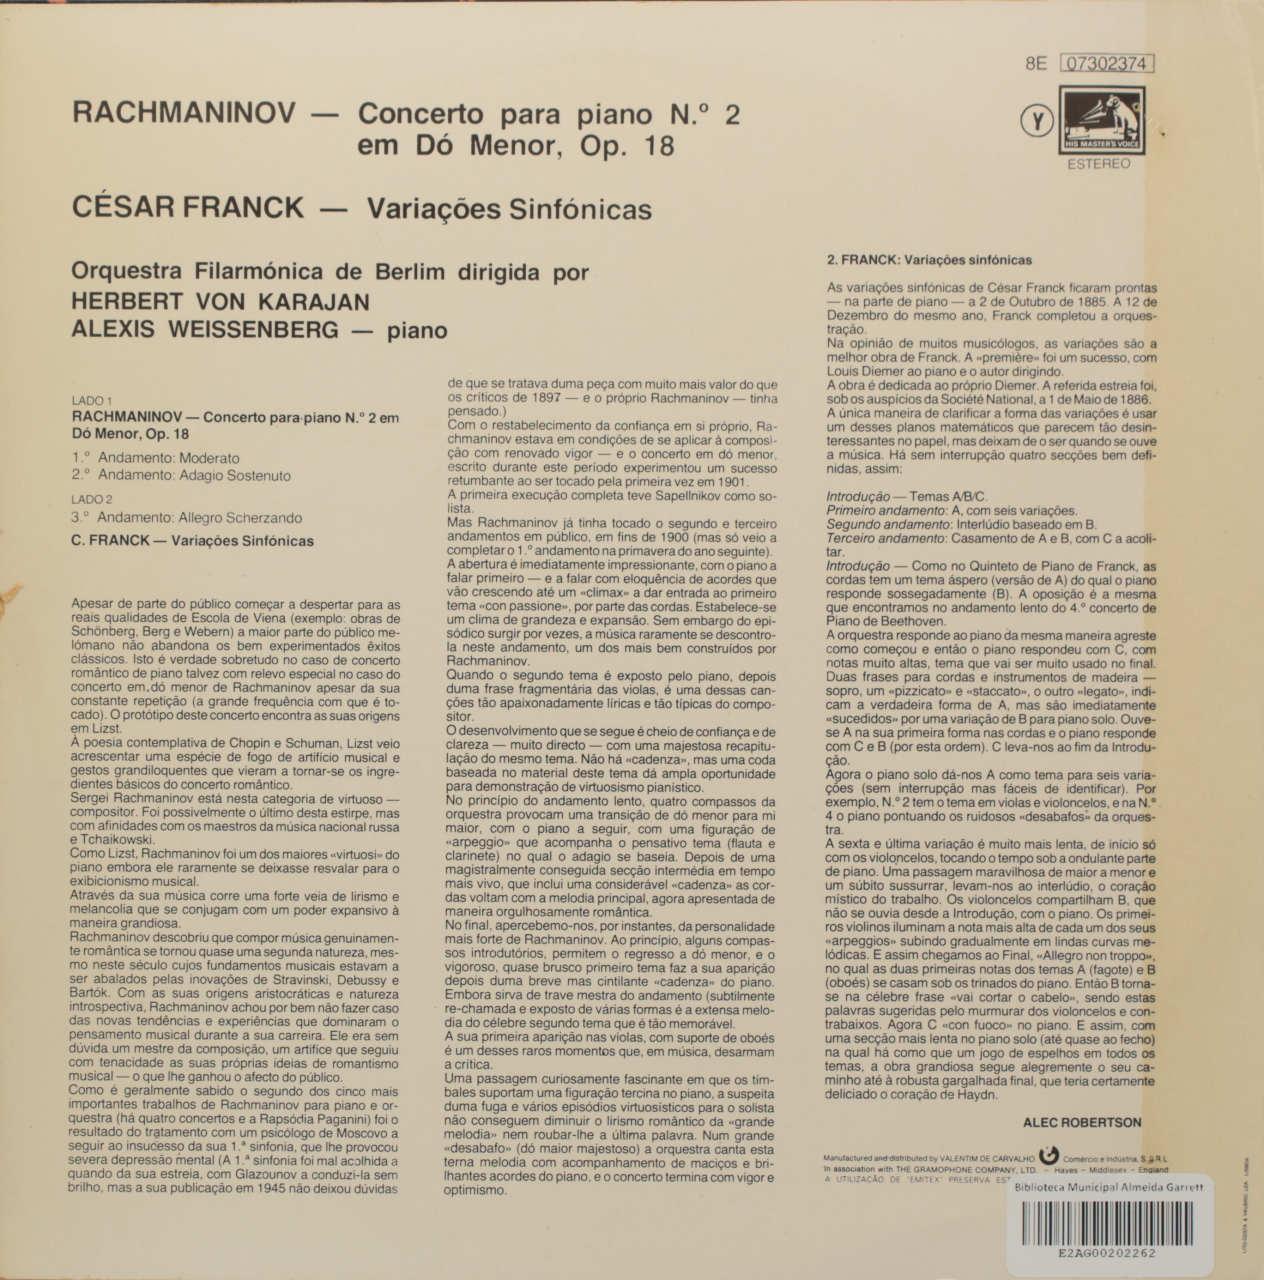 8E 07302374
RACHMANINOV — Concerto para piano N.º 2
em Dó Menor, Op. 18
Y
HIS MASTER'S VOICE
ESTEREO
CÉSAR FRANCK — Variações Sinfónicas
Orquestra Filarmónica de Berlim dirigida por
HERBERT VON KARAJAN
ALEXIS WEISSENBERG — piano
LADO 1
RACHMANINOV — Concerto para piano N.º 2 em
Dó Menor, Op. 18
1.º Andamento: Moderato
2.º Andamento: Adagio Sostenuto
LADO 2
3.º Andamento: Allegro Scherzando
C. FRANCK — Variações Sinfónicas
Apesar de parte do público começar a despertar para as
reais qualidades de Escola de Viena (exemplo: obras de
Schönberg, Berg e Webern) a maior parte do público me-
lómano não abandona os bem experimentados êxitos
clássicos. Isto é verdade sobretudo no caso de concerto
romântico de piano talvez com relevo especial no caso do
concerto em dó menor de Rachmaninov apesar da sua
constante repetição (a grande frequência com que é to-
cado). O protótipo deste concerto encontra as suas origens
em Lizst.
À poesia contemplativa de Chopin e Schuman, Lizst veio
acrescentar uma espécie de fogo de artifício musical e
gestos grandiloquentes que vieram a tornar-se os ingre-
dientes básicos do concerto romântico.
Sergei Rachmaninov está nesta categoria de virtuoso —
compositor. Foi possivelmente o último desta estirpe, mas
com afinidades com os maestros da música nacional russa
e Tchaikowski.
Como Lizst, Rachmaninov foi um dos maiores «virtuosi» do
piano embora ele raramente se deixasse resvalar para o
exibicionismo musical.
Através da sua música corre uma forte veia de lirismo e
melancolia que se conjugam com um poder expansivo à
maneira grandiosa.
Rachmaninov descobriu que compor música genuinamen-
te romântica se tornou quase uma segunda natureza, mes-
mo neste século cujos fundamentos musicais estavam a
ser abalados pelas inovações de Stravinski, Debussy e
Bartók. Com as suas origens aristocráticas e natureza
introspectiva, Rachmaninov achou por bem não fazer caso
das novas tendências e experiências que dominaram o
pensamento musical durante a sua carreira. Ele era sem
dúvida um mestre da composição, um artífice que seguiu
com tenacidade as suas próprias ideias de romantismo
musical — o que lhe ganhou o afecto do público.
Como é geralmente sabido o segundo dos cinco mais
importantes trabalhos de Rachmaninov para piano e or-
questra (há quatro concertos e a Rapsódia Paganini) foi o
resultado do tratamento com um psicólogo de Moscovo a
seguir ao insucesso da sua 1.ª sinfonia, que lhe provocou
severa depressão mental (A 1.ª sinfonia foi mal acolhida a
quando da sua estreia, com Glazounov a conduzi-la sem
brilho, mas a sua publicação em 1945 não deixou dúvidas
de que se tratava duma peça com muito mais valor do que
os críticos de 1897 — e o próprio Rachmaninov — tinha
pensado.)
Com o restabelecimento da confiança em si próprio, Ra-
chmaninov estava em condições de se aplicar à composi-
ção com renovado vigor — e o concerto em dó menor,
escrito durante este período experimentou um sucesso
retumbante ao ser tocado pela primeira vez em 1901.
A primeira execução completa teve Sapellnikov como so-
lista.
Mas Rachmaninov já tinha tocado o segundo e terceiro
andamentos em público, em fins de 1900 (mas só veio a
completar o 1.º andamento na primavera do ano seguinte).
A abertura é imediatamente impressionante, com o piano a
falar primeiro — e a falar com eloquência de acordes que
vão crescendo até um «climax» a dar entrada ao primeiro
tema «con passione», por parte das cordas. Estabelece-se
um clima de grandeza e expansão. Sem embargo do epi-
sódico surgir por vezes, a música raramente se descontro-
la neste andamento, um dos mais bem construídos por
Rachmaninov.
Quando o segundo tema é exposto pelo piano, depois
duma frase fragmentária das violas, é uma dessas can-
ções tão apaixonadamente líricas e tão típicas do compo-
sitor.
O desenvolvimento que se segue é cheio de confiança e de
clareza — muito directo — com uma majestosa recapitu-
lação do mesmo tema. Não há «cadenza», mas uma coda
baseada no material deste tema dá ampla oportunidade
para demonstração de virtuosismo pianístico.
No princípio do andamento lento, quatro compassos da
orquestra provocam uma transição de dó menor para mi
maior, com o piano a seguir, com uma figuração de
«arpeggio» que acompanha o pensativo tema (flauta e
clarinete) no qual o adagio se baseia. Depois de uma
magistralmente conseguida secção intermédia em tempo
mais vivo, que inclui uma considerável «cadenza» as cor-
das voltam com a melodia principal, agora apresentada de
maneira orgulhosamente romântica.
No final, apercebemo-nos, por instantes, da personalidade
mais forte de Rachmaninov. Ao princípio, alguns compas-
sos introdutórios, permitem o regresso a dó menor, e o
vigoroso, quase brusco primeiro tema faz a sua aparição
depois duma breve mas cintilante «cadenza» do piano.
Embora sirva de trave mestra do andamento (subtilmente
re-chamada e exposto de várias formas é a extensa melo-
dia do célebre segundo tema que é tão memorável.
A sua primeira aparição nas violas, com suporte de oboés
é um desses raros momentos que, em música, desarmam
a crítica.
Uma passagem curiosamente fascinante em que os tim-
bales suportam uma figuração tercina no piano, a suspeita
duma fuga e vários episódios virtuosísticos para o solista
não conseguem diminuir o lirismo romântico da «grande
melodia» nem roubar-lhe a última palavra. Num grande
«desabafo» (dó maior majestoso) a orquestra canta esta
terna melodia com acompanhamento de maciços e bri-
lhantes acordes do piano, e o concerto termina com vigor e
optimismo.
2. FRANCK: Variações sinfónicas
As variações sinfónicas de César Franck ficaram prontas
— na parte de piano — a 2 de Outubro de 1885. A 12 de
Dezembro do mesmo ano, Franck completou a orques-
tração.
Na opinião de muitos musicólogos, as variações são a
melhor obra de Franck. A «première» foi um sucesso, com
Louis Diemer ao piano e o autor dirigindo.
A obra é dedicada ao próprio Diemer. A referida estreia foi,
sob os auspícios da Société National, a 1 de Maio de 1886.
A única maneira de clarificar a forma das variações é usar
um desses planos matemáticos que parecem tão desin-
teressantes no papel, mas deixam de o ser quando se ouve
a música. Há sem interrupção quatro secções bem defi-
nidas, assim:
Introdução — Temas A/B/C.
Primeiro andamento: A, com seis variações.
Segundo andamento: Interlúdio baseado em B.
Terceiro andamento: Casamento de A e B, com C a acoli-
tar.
Introdução — Como no Quinteto de Piano de Franck, as
cordas tem um tema áspero (versão de A) do qual o piano
responde sossegadamente (B). A oposição é a mesma
que encontramos no andamento lento do 4.º concerto de
Piano de Beethoven.
A orquestra responde ao piano da mesma maneira agreste
como começou e então o piano respondeu com C, com
notas muito altas, tema que vai ser muito usado no final.
Duas frases para cordas e instrumentos de madeira —
sopro, um «pizzicato» e «staccato», o outro «legato», indi-
cam a verdadeira forma de A, mas são imediatamente
«sucedidos» por uma variação de B para piano solo. Ouve-
se A na sua primeira forma nas cordas e o piano responde
com C e B (por esta ordem). C leva-nos ao fim da Introdu-
ção.
Agora o piano solo dá-nos A como tema para seis varia-
ções (sem interrupção mas fáceis de identificar). Por
exemplo, N.º 2 tem o tema em violas e violoncelos, e na N.º
4 o piano pontuando os ruidosos «desabafos» da orques-
tra.
A sexta e última variação é muito mais lenta, de início só
com os violoncelos, tocando o tempo sob a ondulante parte
de piano. Uma passagem maravilhosa de maior a menor e
um súbito sussurrar, levam-nos ao interlúdio, o coração
místico do trabalho. Os violoncelos compartilham B, que
não se ouvia desde a Introdução, com o piano. Os primei-
ros violinos iluminam a nota mais alta de cada um dos seus
«arpeggios» subindo gradualmente em lindas curvas me-
lódicas. E assim chegamos ao Final, «Allegro non troppo»,
no qual as duas primeiras notas dos temas A (fagote) e B
(oboés) se casam sob os trinados do piano. Então B torna-
se na célebre frase «vai cortar o cabelo», sendo estas
palavras sugeridas pelo murmurar dos violoncelos e con-
trabaixos. Agora C «con fuoco» no piano. E assim, com
uma secção mais lenta no piano solo (até quase ao fecho)
na qual há como que um jogo de espelhos em todos os
temas, a obra grandiosa segue alegremente o seu ca-
minho até à robusta gargalhada final, que teria certamente
deliciado o coração de Haydn.
ALEC ROBERTSON
Manufactured and distributed by VALENTIM DE CARVALHO Comércio e Indústria, S.A.R.L
In association with THE GRAMOPHONE COMPANY, LTD – Hayes – Middlesex – England
A UTILIZAÇÃO DE "EMITEX" PRESERVA
Biblioteca Municipal Almeida Garrett
E2AG00202262